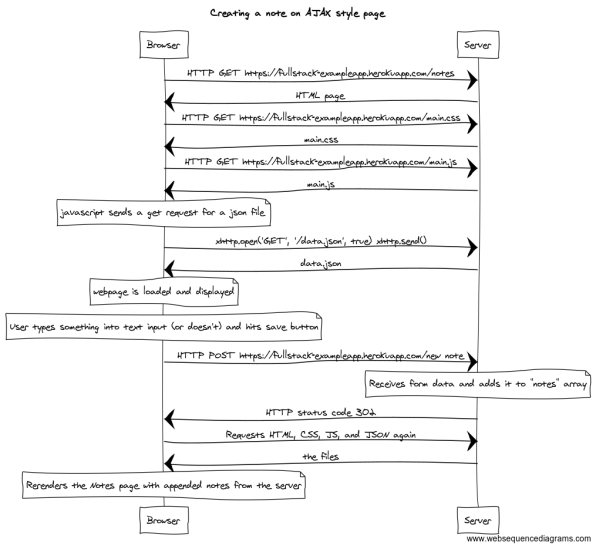 Creating a note on AJAX style page
Browser
Server
HTTP GET https://fullstack-exampleapp.herokuapp.com/notes
HTML page
HTTP GET https://fullstack-exampleapp.herokuapp.com/main.css
main.css
HTTP GET https://fullstack-exampleapp.herokuapp.com/main.js
main.js
javascript sends a get request for a json file
xhttp.open('GET', '/data.json', true) xhttp.send()
data.json
webpage is loaded and displayed
User types something into text input (or doesn't) and hits save button
HTTP POST https://fullstack-exampleapp.herokuapp.com/new note
Receives form data and adds it to "notes" array
HTTP status code 302
Requests HTML, CSS, JS, and JSON again
the files
Rerenders the Notes page with appended notes from the server
Browser
Server
www.websequencediagrams.com